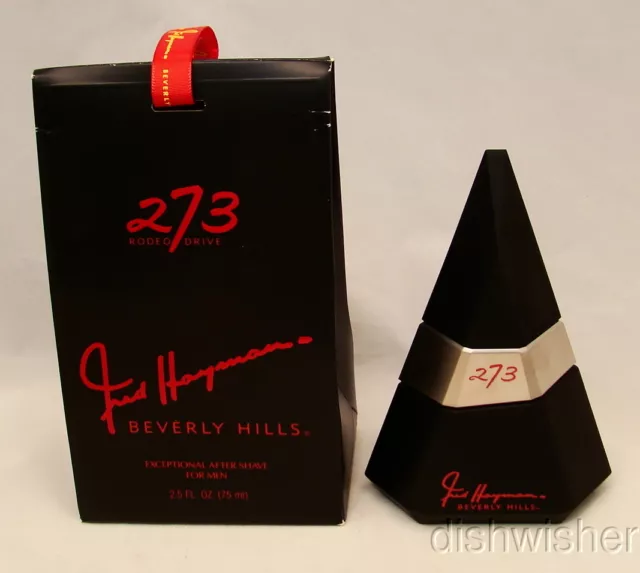 BEVERLY
273
RODEO DRIVE
Fred Hayman
BEVERLY HILLS®
EXCEPTIONAL AFTER SHAVE
FOR MEN
2.5 FL. OZ. (75 ml)
273
Fred Hayman
BEVERLY HILLS
dishwisher